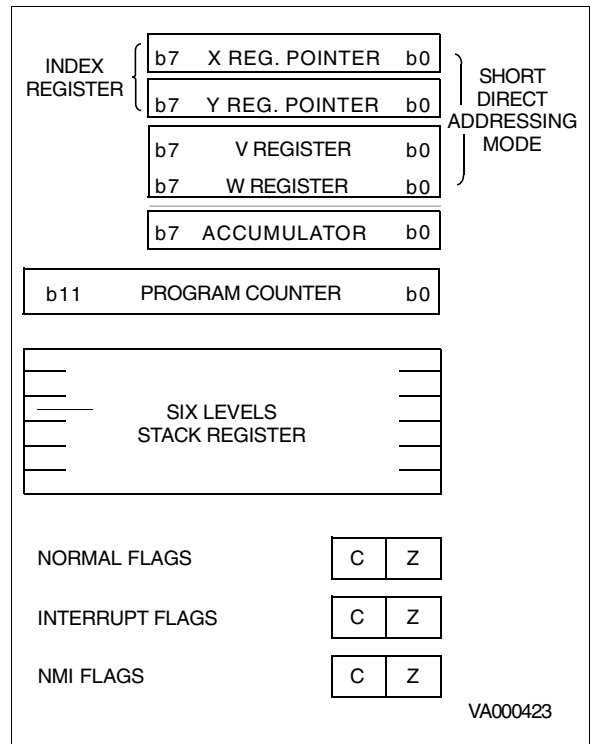 INDEX
REGISTER
b7 X REG. POINTER b0
b7 Y REG. POINTER b0
b7 V REGISTER b0
b7 W REGISTER b0
SHORT
DIRECT
ADDRESSING
MODE
b7 ACCUMULATOR b0
b11 PROGRAM COUNTER b0
SIX LEVELS
STACK REGISTER
NORMAL FLAGS C Z
INTERRUPT FLAGS C Z
NMI FLAGS C Z
VA000423